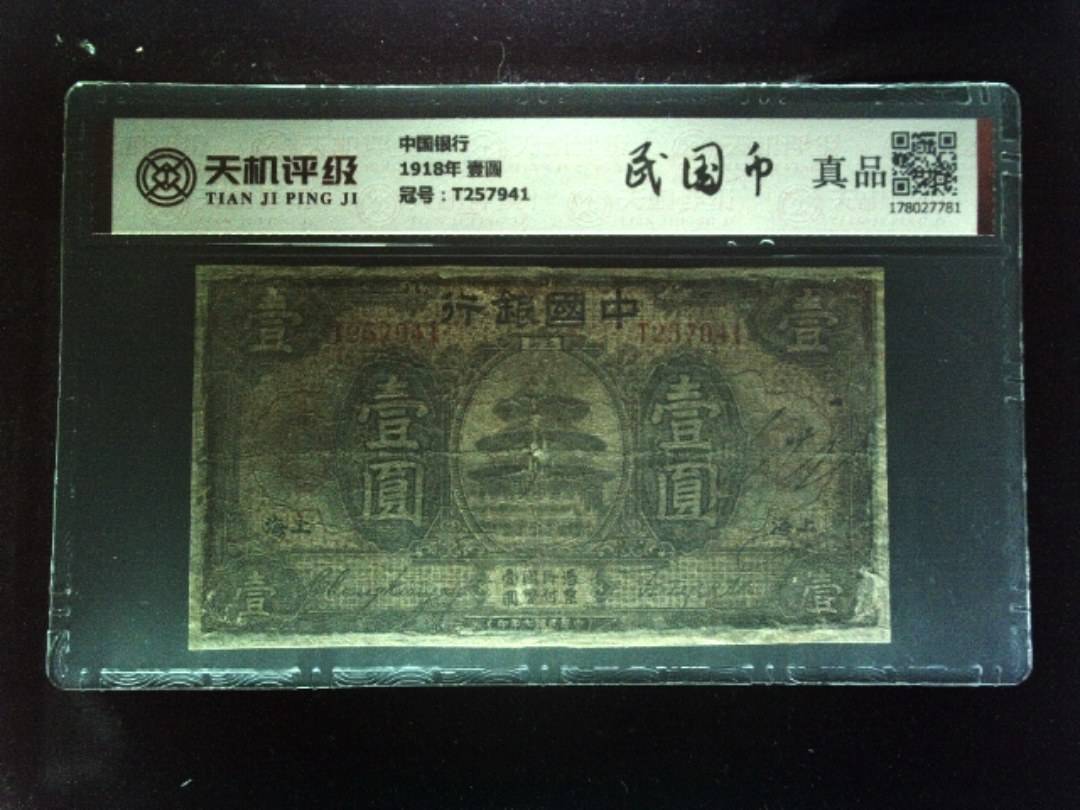 天机评级
TIAN JI PING JI
中国银行
1918年 壹圆
冠号：T257941
民国币
真品
178027781
行銀國中
壹
壹
T257941
T257941
壹圓
壹圓
海上
海上
壹
壹